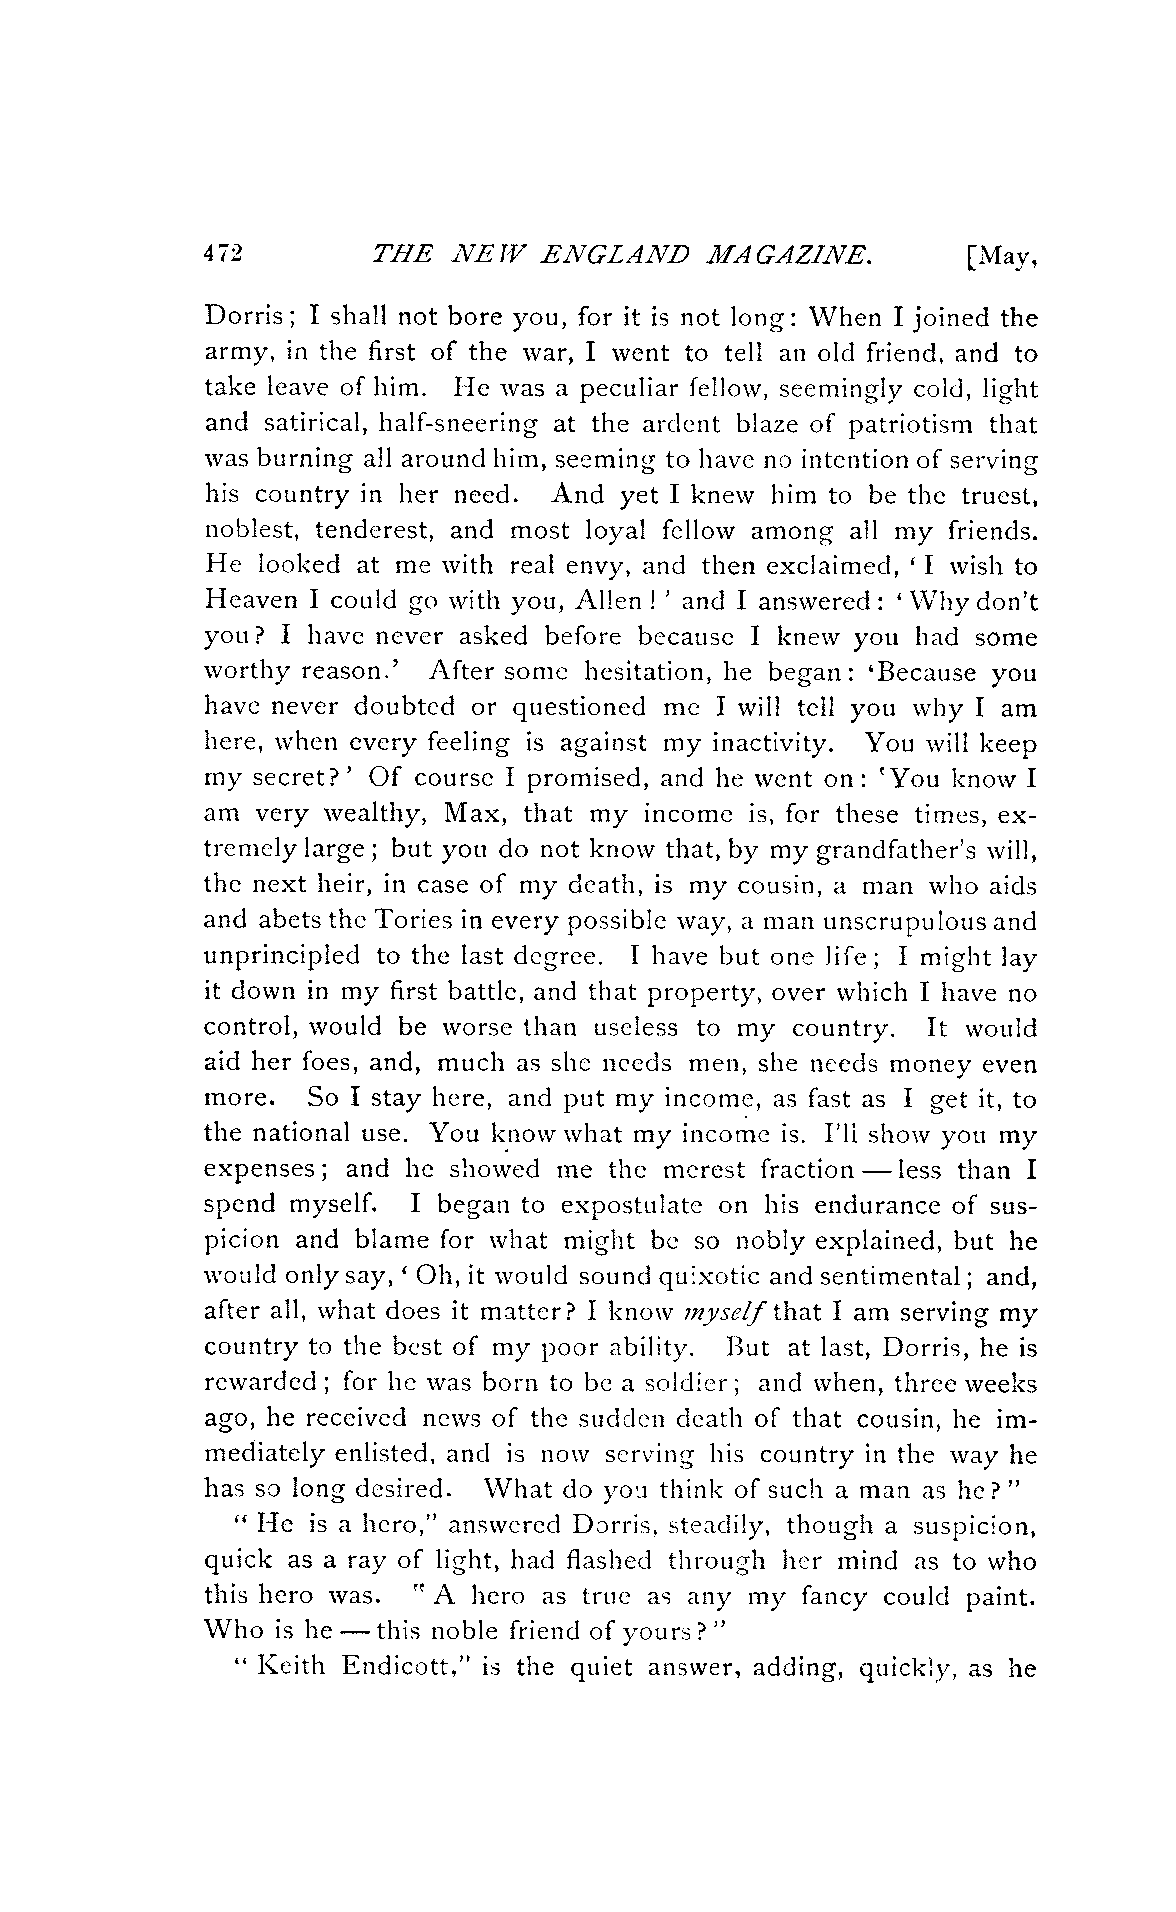 472 THE NEW ENGLAND MAGAZINE. [May,
Dorris; I shall not bore you, for it is not long: When I joined the
army, in the first of the war, I went to tell an old friend, and to
take leave of him. He was a peculiar fellow, seemingly cold, light
and satirical, half-sneering at the ardent blaze of patriotism that
was burning all around him, seeming to have no intention of serving
his country in her need. And yet I knew him to be the truest,
noblest, tenderest, and most loyal fellow among all my friends.
He looked at me with real envy, and then exclaimed, ‘I wish to
Heaven I could go with you, Allen!’ and I answered: ‘Why don't
you? I have never asked before because I knew you had some
worthy reason.’ After some hesitation, he began: ‘Because you
have never doubted or questioned me I will tell you why I am
here, when every feeling is against my inactivity. You will keep
my secret?’ Of course I promised, and he went on: ‘You know I
am very wealthy, Max, that my income is, for these times, ex-
tremely large; but you do not know that, by my grandfather's will,
the next heir, in case of my death, is my cousin, a man who aids
and abets the Tories in every possible way, a man unscrupulous and
unprincipled to the last degree. I have but one life; I might lay
it down in my first battle, and that property, over which I have no
control, would be worse than useless to my country. It would
aid her foes, and, much as she needs men, she needs money even
more. So I stay here, and put my income, as fast as I get it, to
the national use. You know what my income is. I'll show you my
expenses; and he showed me the merest fraction — less than I
spend myself. I began to expostulate on his endurance of sus-
picion and blame for what might be so nobly explained, but he
would only say, ‘Oh, it would sound quixotic and sentimental; and,
after all, what does it matter? I know myself that I am serving my
country to the best of my poor ability. But at last, Dorris, he is
rewarded; for he was born to be a soldier; and when, three weeks
ago, he received news of the sudden death of that cousin, he im-
mediately enlisted, and is now serving his country in the way he
has so long desired. What do you think of such a man as he?”
“He is a hero,” answered Dorris, steadily, though a suspicion,
quick as a ray of light, had flashed through her mind as to who
this hero was. “A hero as true as any my fancy could paint.
Who is he — this noble friend of yours?”
“Keith Endicott,” is the quiet answer, adding, quickly, as he